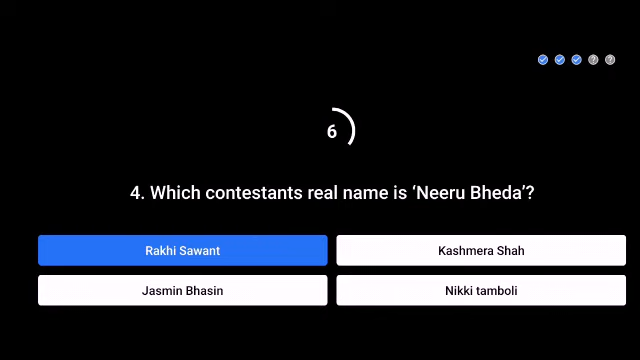 6
4. Which contestants real name is ‘Neeru Bheda’?
Rakhi Sawant
Kashmera Shah
Jasmin Bhasin
Nikki tamboli